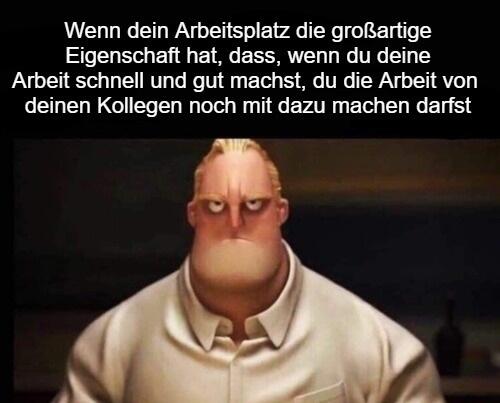 Wenn dein Arbeitsplatz die großartige
Eigenschaft hat, dass, wenn du deine
Arbeit schnell und gut machst, du die Arbeit von
deinen Kollegen noch mit dazu machen darfst